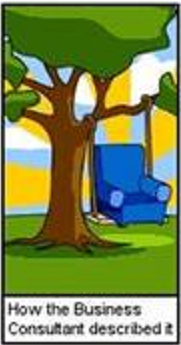 How the Business
Consultant described it